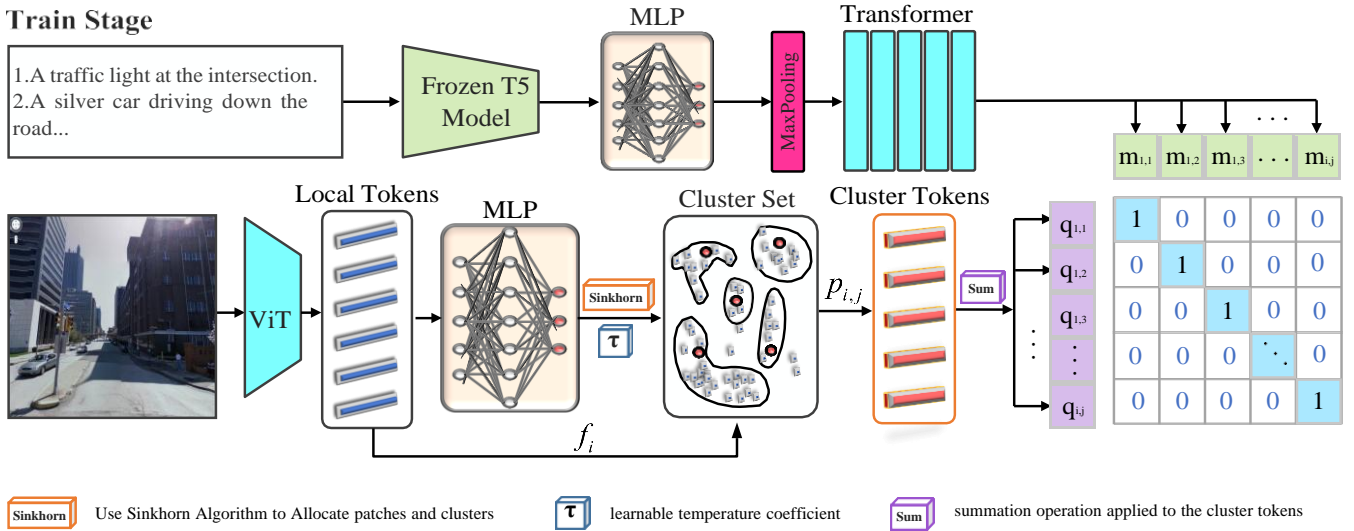 Train Stage
MLP
Transformer
1.A traffic light at the intersection.
2.A silver car driving down the
road...
Frozen T5
Model
MaxPooling
. . .
m1,1 m1,2 m1,3 . . . mi,j
Local Tokens
MLP
Cluster Set
Cluster Tokens
ViT
Sinkhorn
τ
pi,j
Sum
fi
q1,1
q1,2
q1,3
⋮
qi,j
1 0 0 0 0
0 1 0 0 0
0 0 1 0 0
0 0 0 ⋱ 0
0 0 0 0 1
Sinkhorn Use Sinkhorn Algorithm to Allocate patches and clusters
τ learnable temperature coefficient
Sum summation operation applied to the cluster tokens